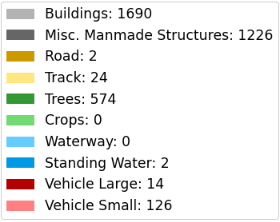 Buildings: 1690
Misc. Manmade Structures: 1226
Road: 2
Track: 24
Trees: 574
Crops: 0
Waterway: 0
Standing Water: 2
Vehicle Large: 14
Vehicle Small: 126